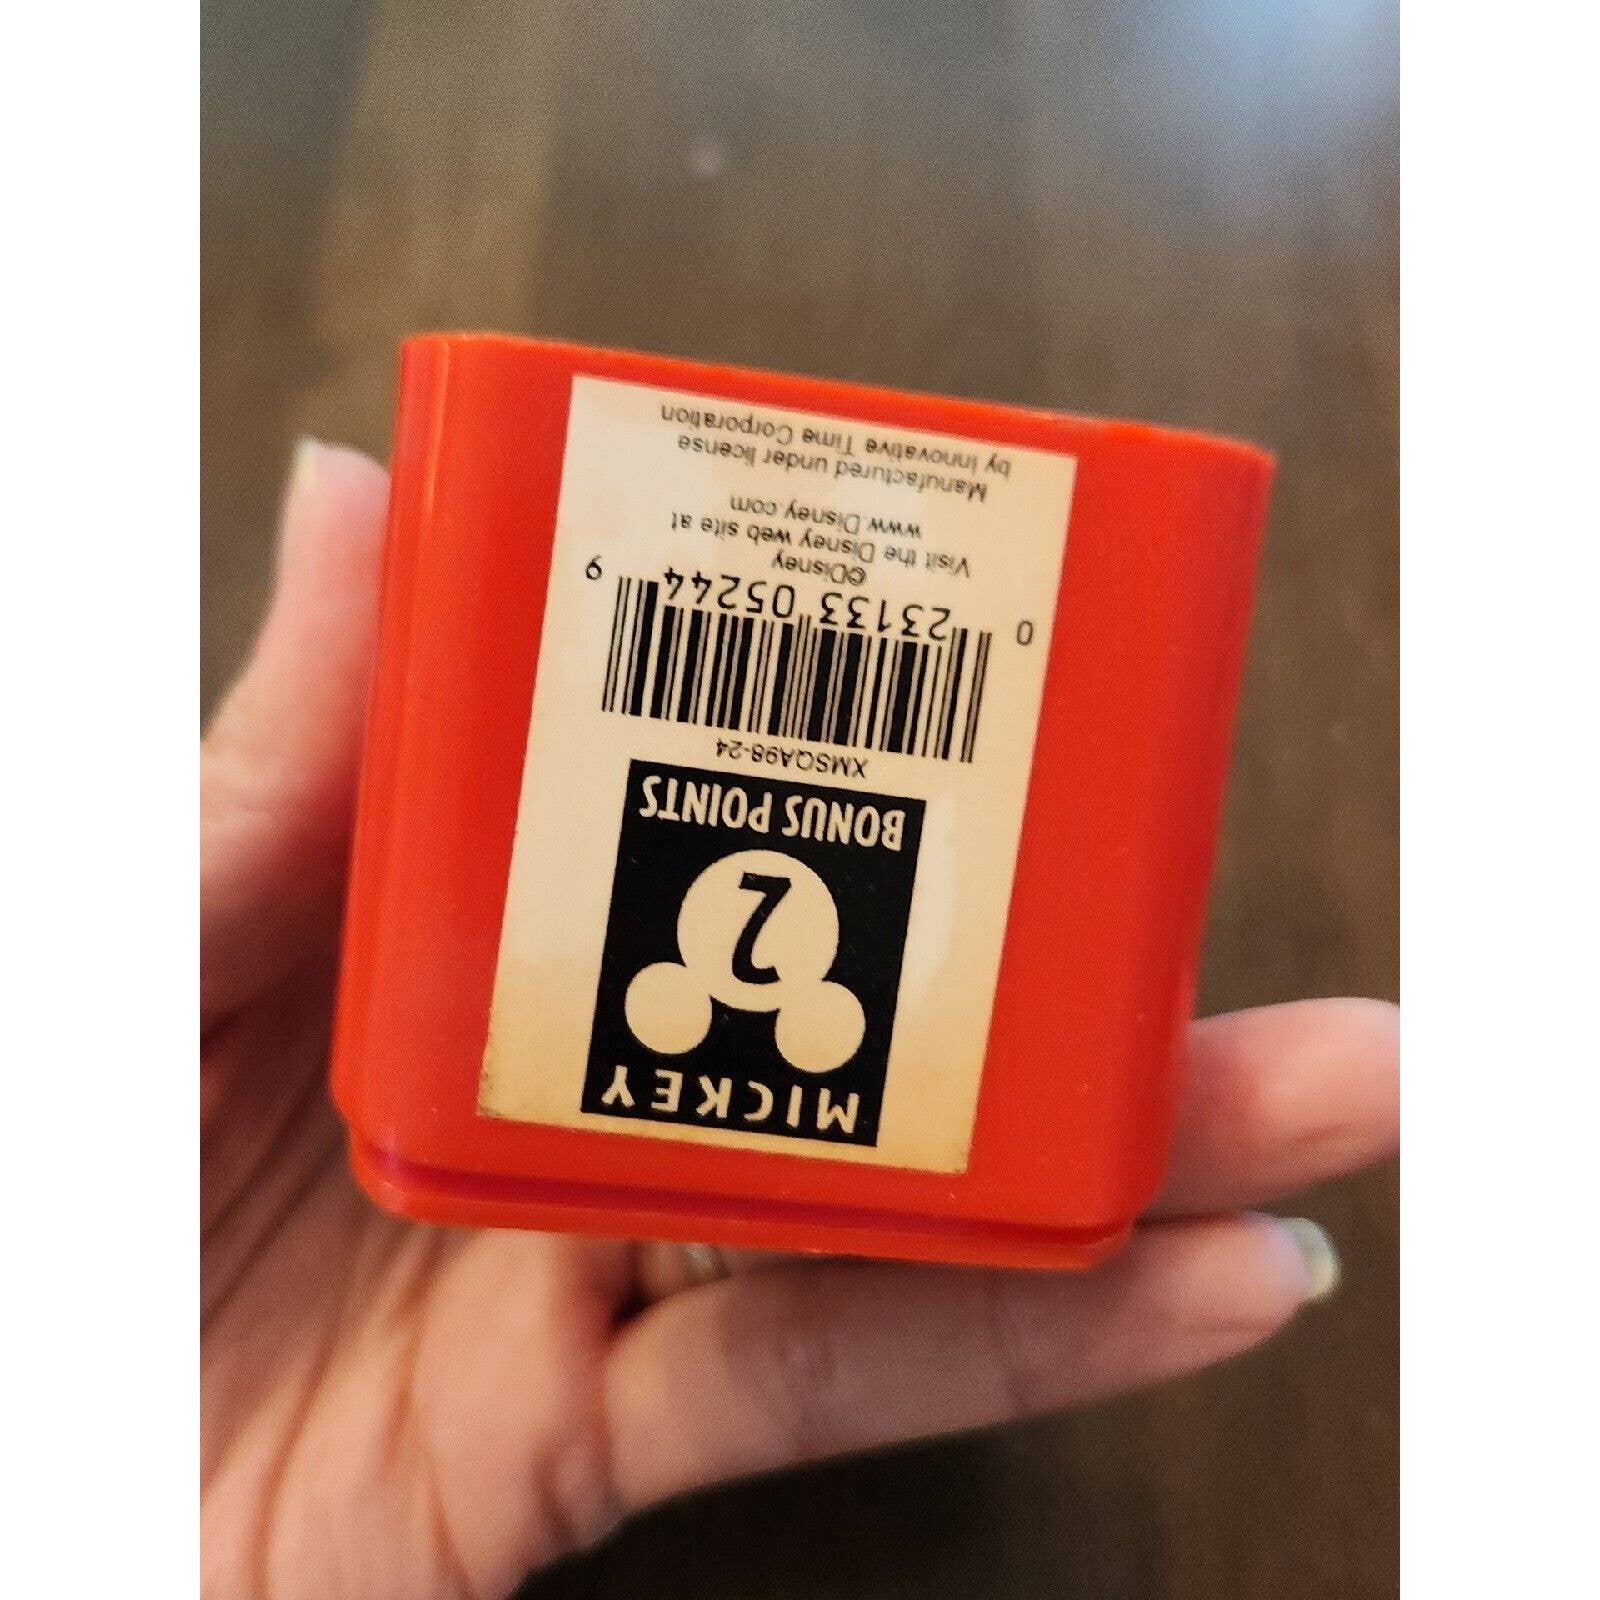 MICKEY
2
BONUS POINTS
XMSQA98-24
0 23133 05244 9
©Disney
Visit the Disney web site at
www.Disney.com
Manufactured under license
by Innovative Time Corporation